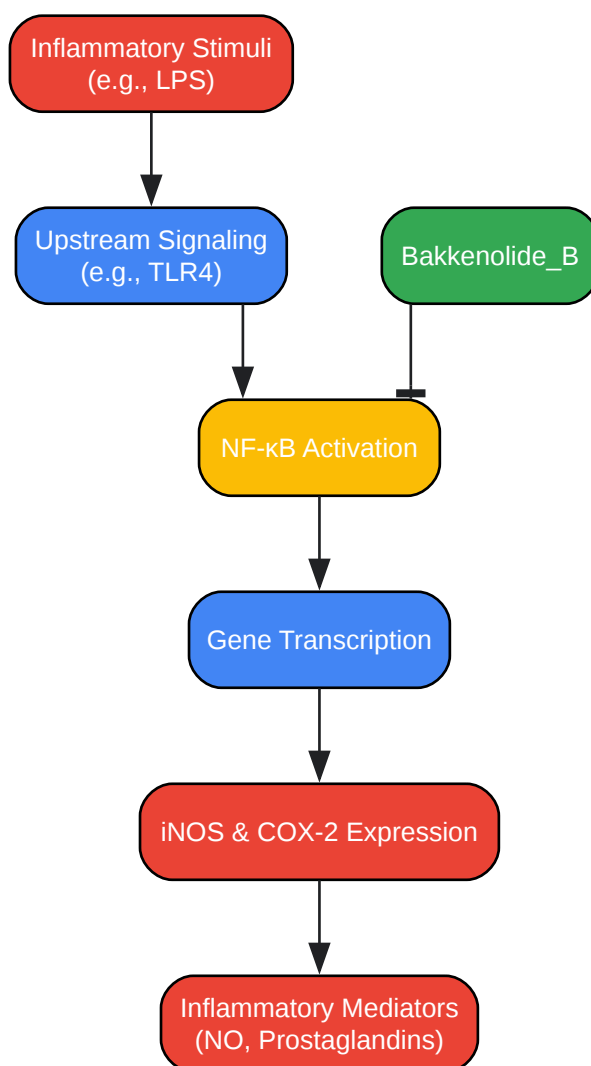 Inflammatory Stimuli
(e.g., LPS)
Upstream Signaling
(e.g., TLR4)
Bakkenolide_B
NF-κB Activation
Gene Transcription
iNOS & COX-2 Expression
Inflammatory Mediators
(NO, Prostaglandins)